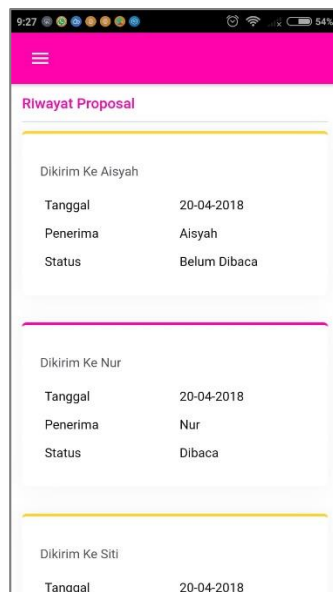 9:27 54%
Riwayat Proposal
Dikirim Ke Aisyah
Tanggal 20-04-2018
Penerima Aisyah
Status Belum Dibaca
Dikirim Ke Nur
Tanggal 20-04-2018
Penerima Nur
Status Dibaca
Dikirim Ke Siti
Tanggal 20-04-2018